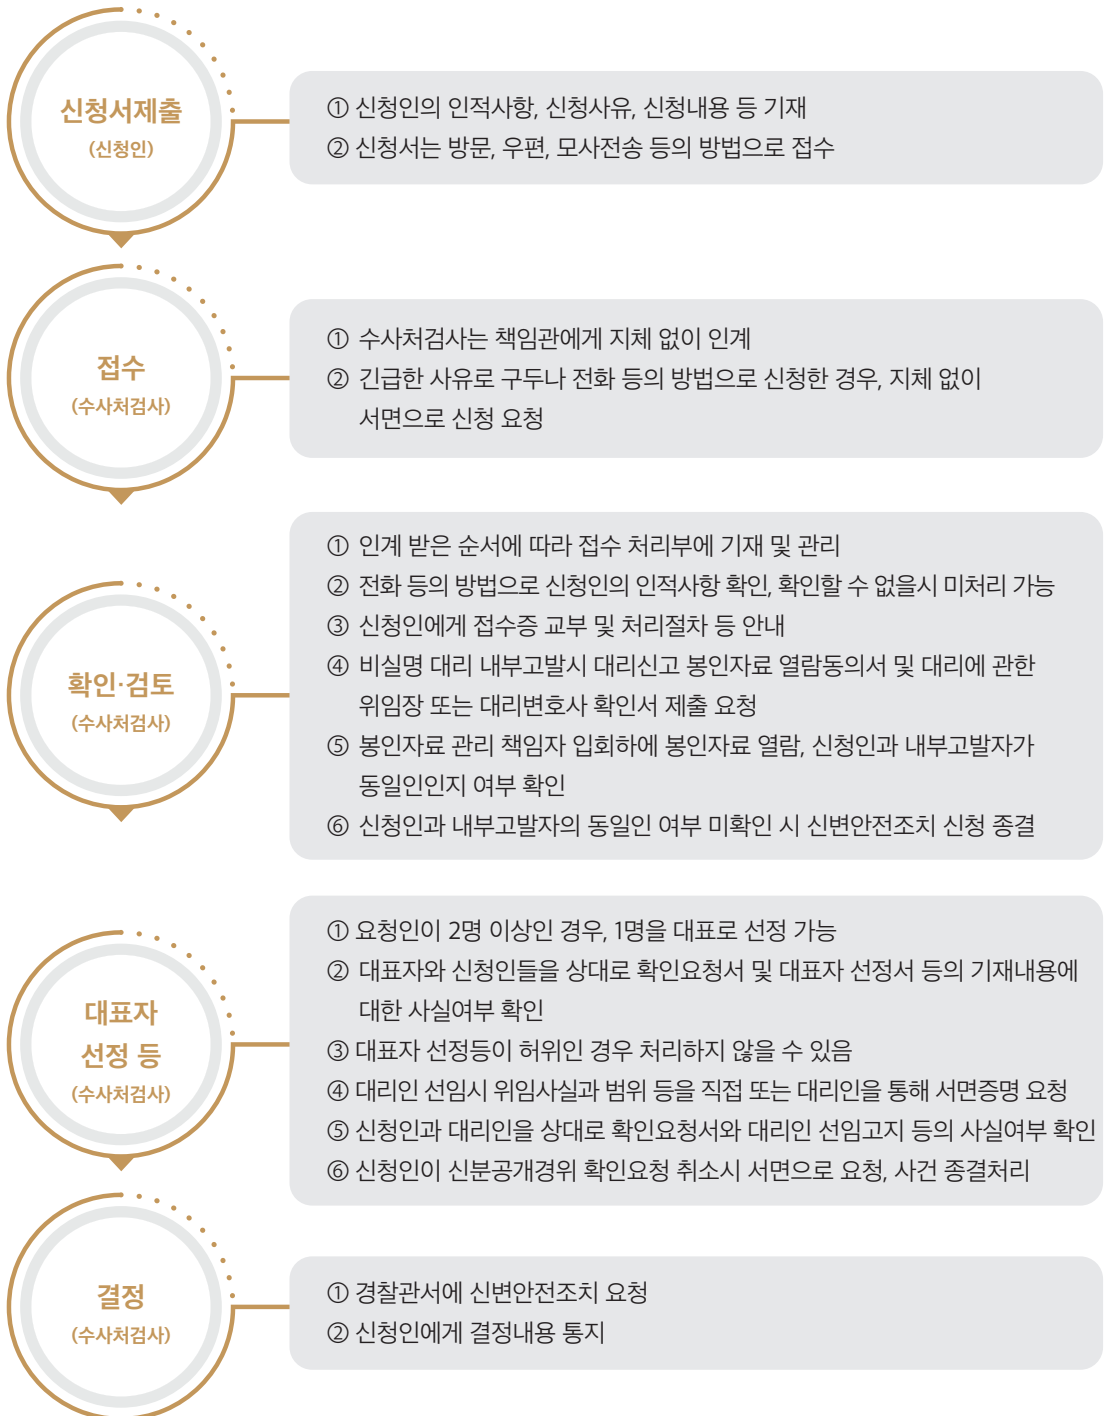 신청서제출
(신청인)
① 신청인의 인적사항, 신청사유, 신청내용 등 기재
② 신청서는 방문, 우편, 모사전송 등의 방법으로 접수
접수
(수사처검사)
① 수사처검사는 책임관에게 지체 없이 인계
② 긴급한 사유로 구두나 전화 등의 방법으로 신청한 경우, 지체 없이
서면으로 신청 요청
확인·검토
(수사처검사)
① 인계 받은 순서에 따라 접수 처리부에 기재 및 관리
② 전화 등의 방법으로 신청인의 인적사항 확인, 확인할 수 없을시 미처리 가능
③ 신청인에게 접수증 교부 및 처리절차 등 안내
④ 비실명 대리 내부고발시 대리신고 봉인자료 열람동의서 및 대리에 관한
위임장 또는 대리변호사 확인서 제출 요청
⑤ 봉인자료 관리 책임자 입회하에 봉인자료 열람, 신청인과 내부고발자가
동일인인지 여부 확인
⑥ 신청인과 내부고발자의 동일인 여부 미확인 시 신변안전조치 신청 종결
대표자
선정 등
(수사처검사)
① 요청인이 2명 이상인 경우, 1명을 대표로 선정 가능
② 대표자와 신청인들을 상대로 확인요청서 및 대표자 선정서 등의 기재내용에
대한 사실여부 확인
③ 대표자 선정등이 허위인 경우 처리하지 않을 수 있음
④ 대리인 선임시 위임사실과 범위 등을 직접 또는 대리인을 통해 서면증명 요청
⑤ 신청인과 대리인을 상대로 확인요청서와 대리인 선임고지 등의 사실여부 확인
⑥ 신청인이 신분공개경위 확인요청 취소시 서면으로 요청, 사건 종결처리
결정
(수사처검사)
① 경찰관서에 신변안전조치 요청
② 신청인에게 결정내용 통지